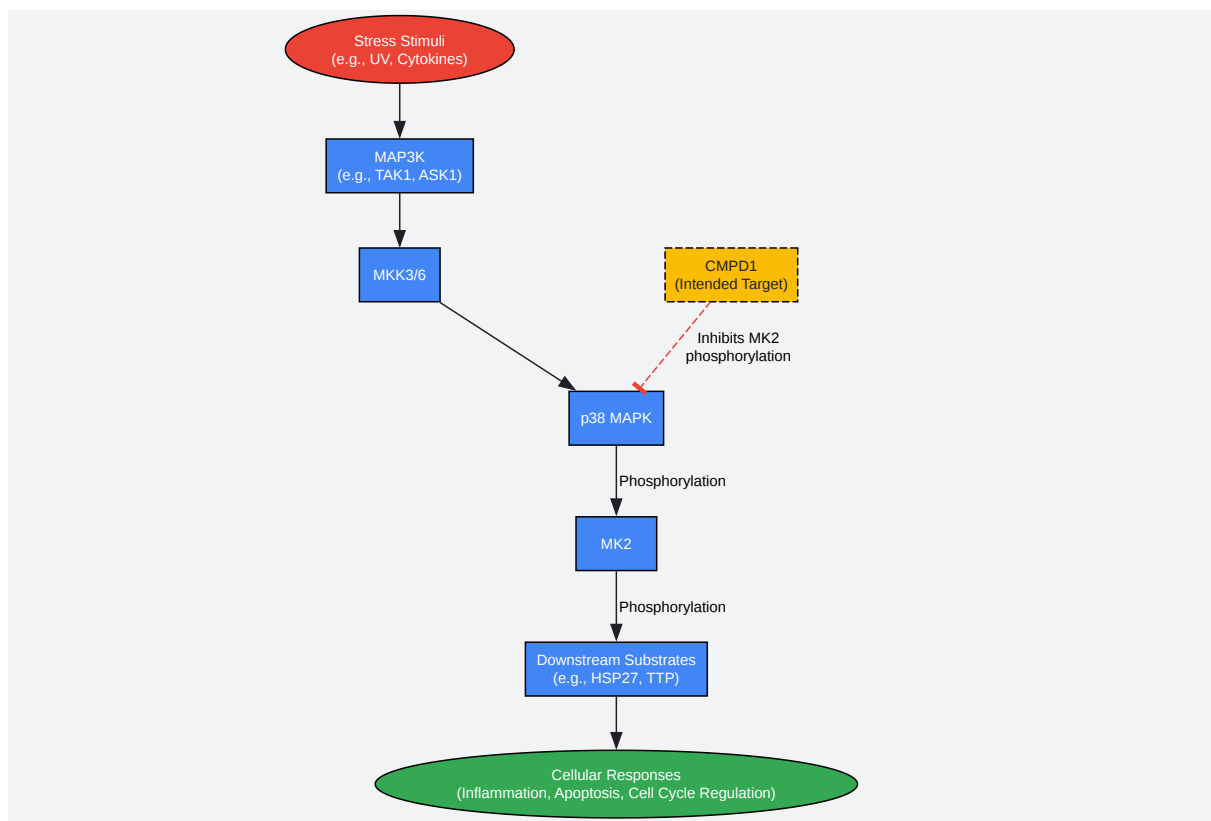 Stress Stimuli
(e.g., UV, Cytokines)
MAP3K
(e.g., TAK1, ASK1)
MKK3/6
CMPD1
(Intended Target)
Inhibits MK2
phosphorylation
p38 MAPK
Phosphorylation
MK2
Phosphorylation
Downstream Substrates
(e.g., HSP27, TTP)
Cellular Responses
(Inflammation, Apoptosis, Cell Cycle Regulation)